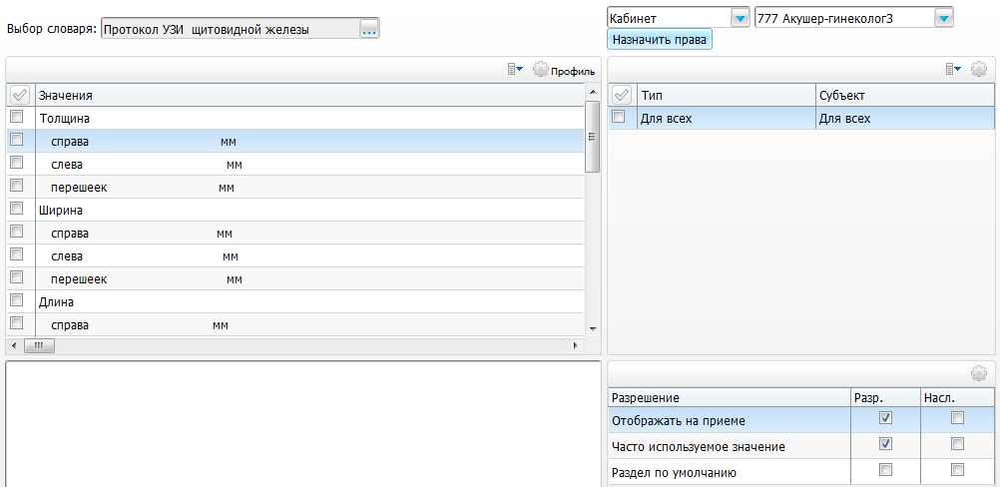 Выбор словаря: Протокол УЗИ щитовидной железы ...
Кабинет 777 Акушер-гинеколог3
Назначить права
Профиль
Значения
Толщина
справа мм
слева мм
перешеек мм
Ширина
справа мм
слева мм
перешеек мм
Длина
справа мм
Тип Субъект
Для всех Для всех
Разрешение Разр. Насл.
Отображать на приеме
Часто используемое значение
Раздел по умолчанию